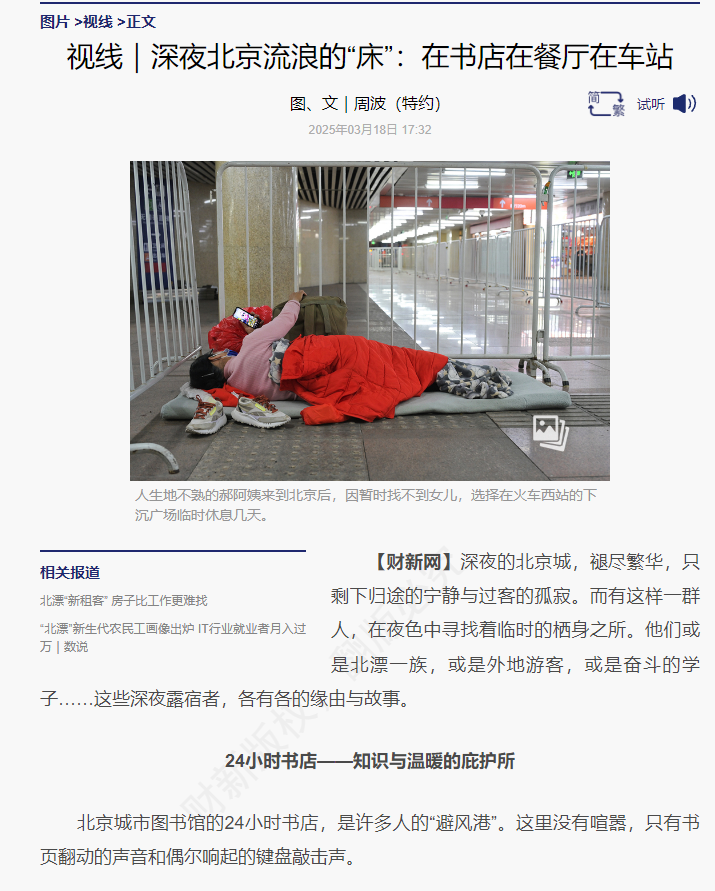 图片 >视线 >正文
视线｜深夜北京流浪的“床”：在书店在餐厅在车站
图、文｜周波（特约）
简繁 试听
2025年03月18日 17:32
人生地不熟的郝阿姨来到北京后，因暂时找不到女儿，选择在火车西站的下
沉广场临时休息几天。
相关报道
北漂“新租客” 房子比工作更难找
“北漂”新生代农民工画像出炉 IT行业就业者月入过
万｜数说
【财新网】深夜的北京城，褪尽繁华，只
剩下归途的宁静与过客的孤寂。而有这样一群
人，在夜色中寻找着临时的栖身之所。他们或
是北漂一族，或是外地游客，或是奋斗的学
子……这些深夜露宿者，各有各的缘由与故事。
24小时书店——知识与温暖的庇护所
北京城市图书馆的24小时书店，是许多人的“避风港”。这里没有喧嚣，只有书
页翻动的声音和偶尔响起的键盘敲击声。